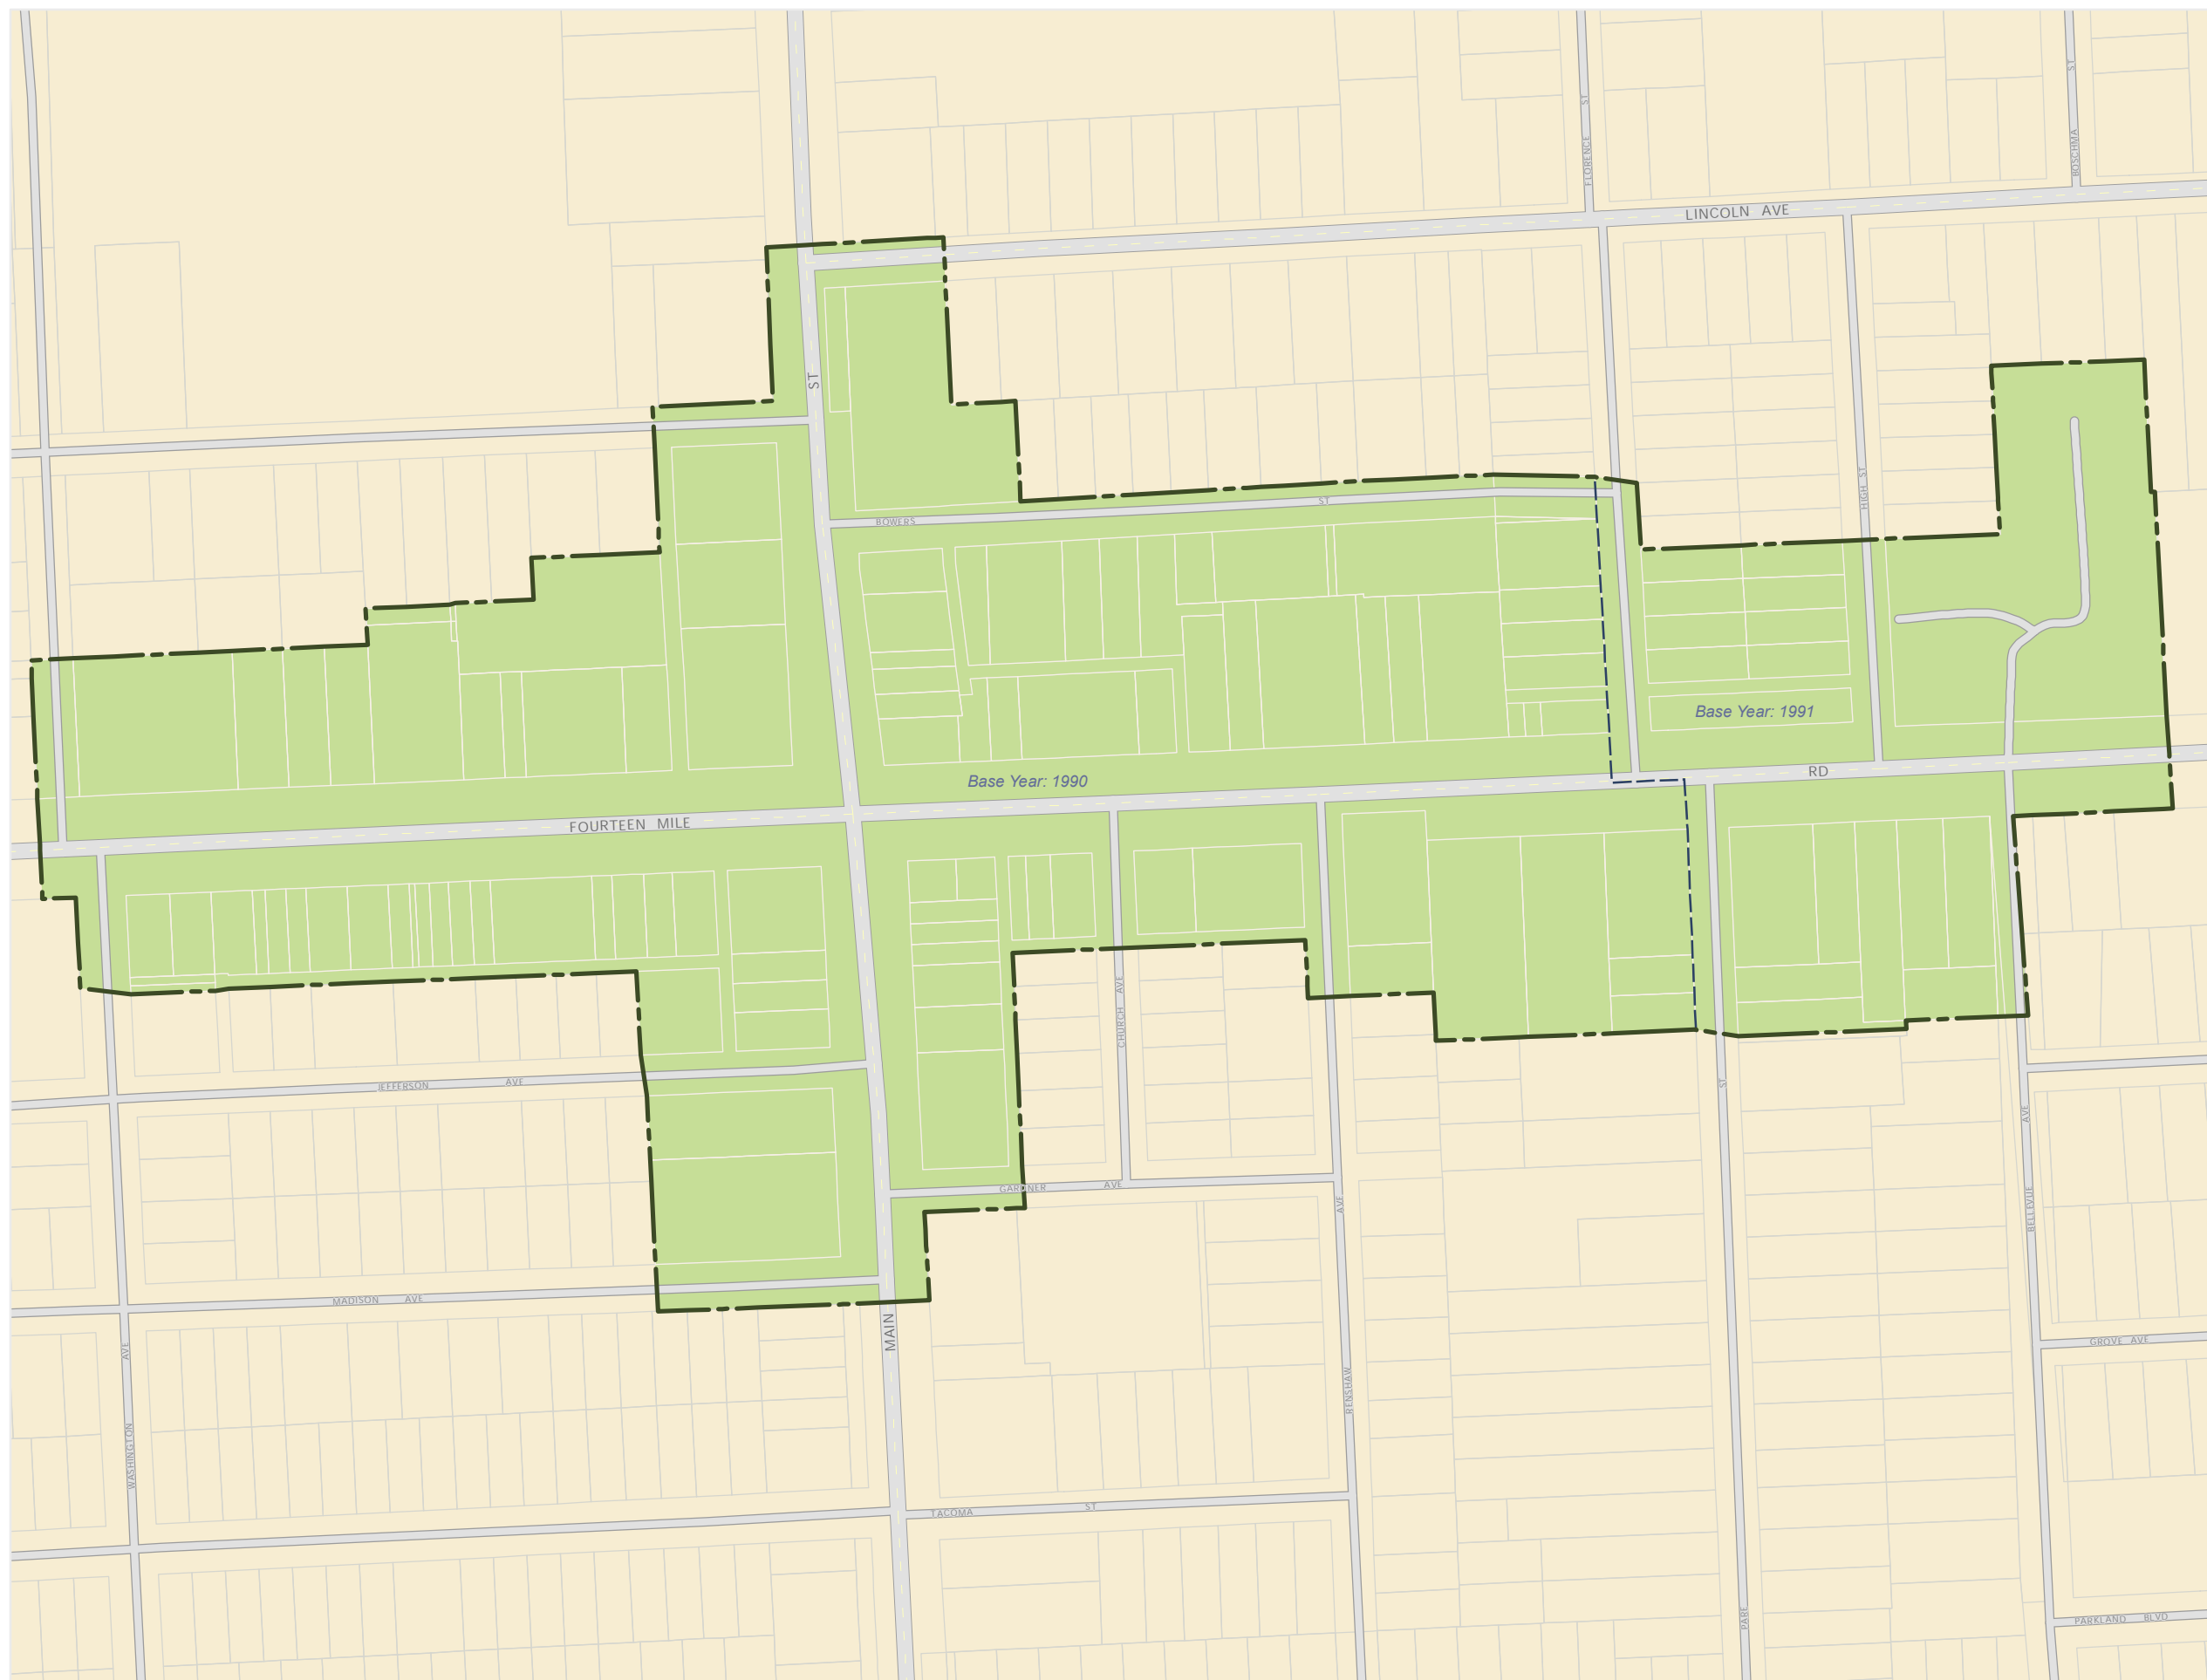 ST
FLORENCE
ST
BOSCHMA
LINCOLN AVE
ST
HIGH ST
BOWERS
ST
Base Year: 1991
Base Year: 1990
RD
FOURTEEN MILE
CHURCH AVE
JEFFERSON AVE
ST
AVE
GARDNER AVE
AVE
BELLEVUE
MADISON AVE
MAIN
AVE
GROVE AVE
RENSHAW
WASHINGTON
TACOMA ST
PARK
PARKLAND BLVD